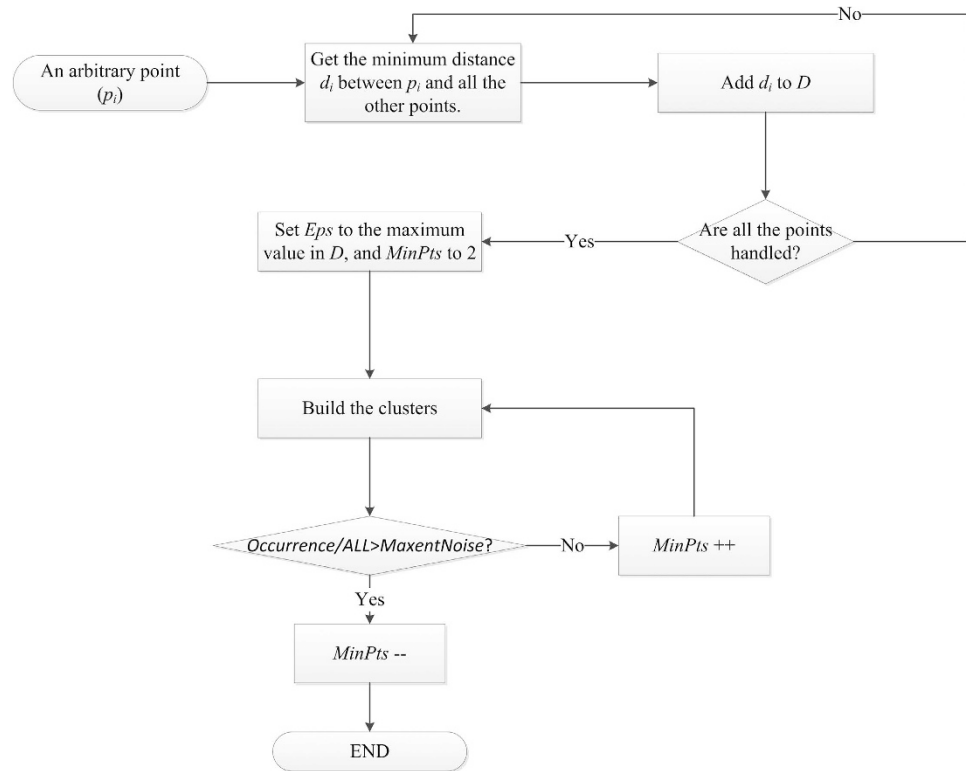 No
An arbitrary point
(pi)
Get the minimum distance
di between pi and all the
other points.
Add di to D
Are all the points
handled?
Yes
Set Eps to the maximum
value in D, and MinPts to 2
Build the clusters
Occurrence/ALL>MaxentNoise?
No
MinPts ++
Yes
MinPts --
END